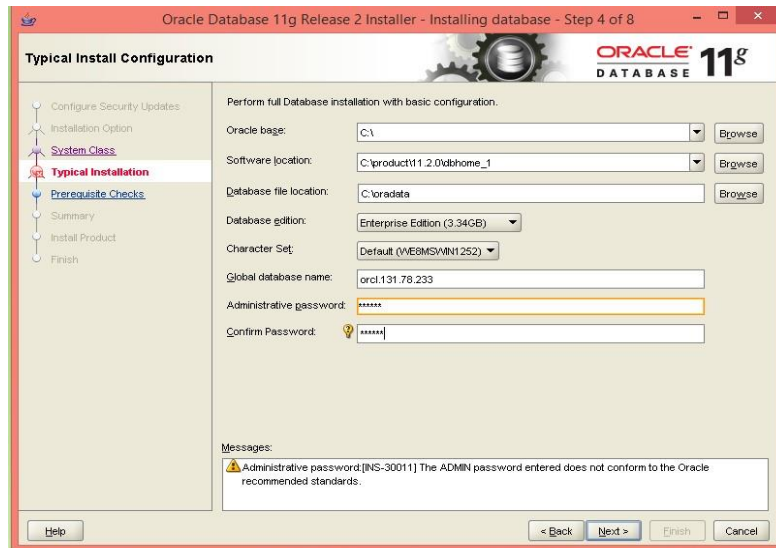 Oracle Database 11g Release 2 Installer - Installing database - Step 4 of 8
Typical Install Configuration
ORACLE
DATABASE
11g
Configure Security Updates
Installation Option
System Class
Typical Installation
Prerequisite Checks
Summary
Install Product
Finish
Perform full Database installation with basic configuration.
Oracle base: C:\ Browse
Software location: C:\product\11.2.0\dbhome_1 Browse
Database file location: C:\oradata Browse
Database edition: Enterprise Edition (3.34GB)
Character Set: Default (WE8MSWIN1252)
Global database name: orcl.131.78.233
Administrative password: ******
Confirm Password: ******
Messages:
Administrative password:[INS-30011] The ADMIN password entered does not conform to the Oracle
recommended standards.
Help < Back Next > Finish Cancel